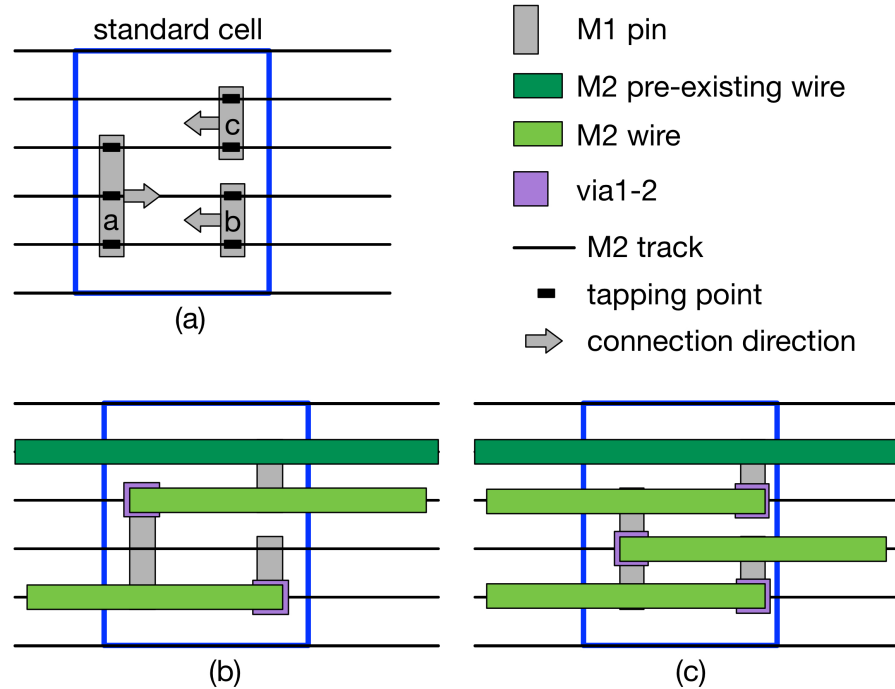 standard cell
c
a
b
(a)
M1 pin
M2 pre-existing wire
M2 wire
via1-2
M2 track
tapping point
connection direction
(b)
(c)